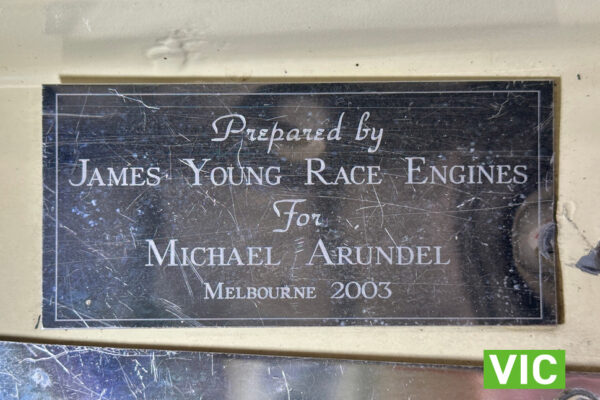 Prepared by
James Young Race Engines
For
Michael Arundel
Melbourne 2003
VIC